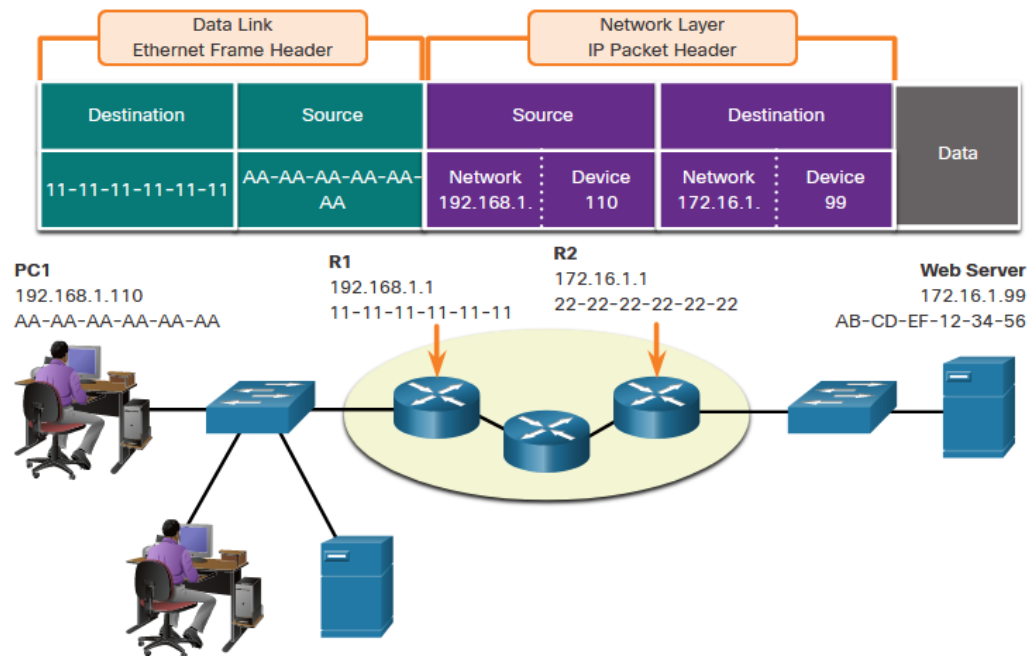 Data Link
Ethernet Frame Header
Network Layer
IP Packet Header
Destination
Source
Source
Destination
Data
11-11-11-11-11-11
AA-AA-AA-AA-AA-
AA
Network
192.168.1.
Device
110
Network
172.16.1.
Device
99
PC1
192.168.1.110
AA-AA-AA-AA-AA-AA
R1
192.168.1.1
11-11-11-11-11-11
R2
172.16.1.1
22-22-22-22-22-22
Web Server
172.16.1.99
AB-CD-EF-12-34-56